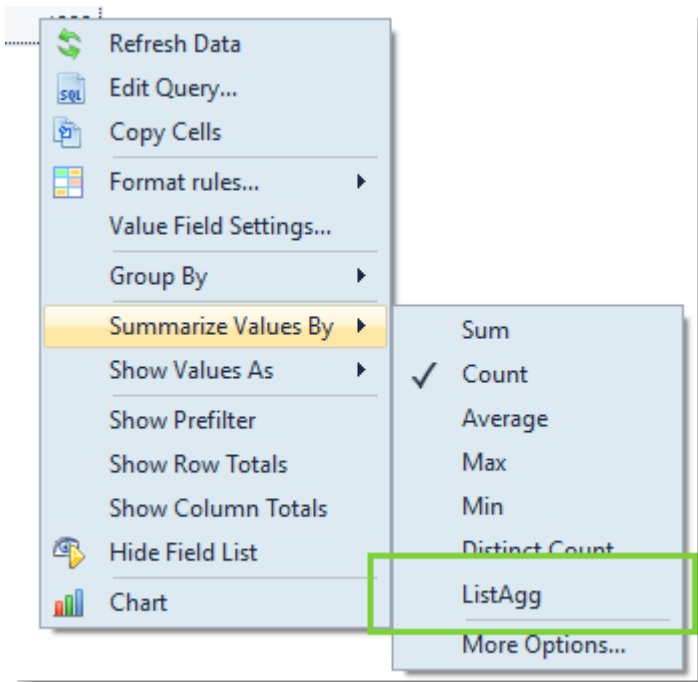 Refresh Data
SQL
Edit Query...
Copy Cells
Format rules...
Value Field Settings...
Group By
Summarize Values By
Show Values As
Show Prefilter
Show Row Totals
Show Column Totals
Hide Field List
Chart
Sum
Count
Average
Max
Min
Distinct Count
ListAgg
More Options...